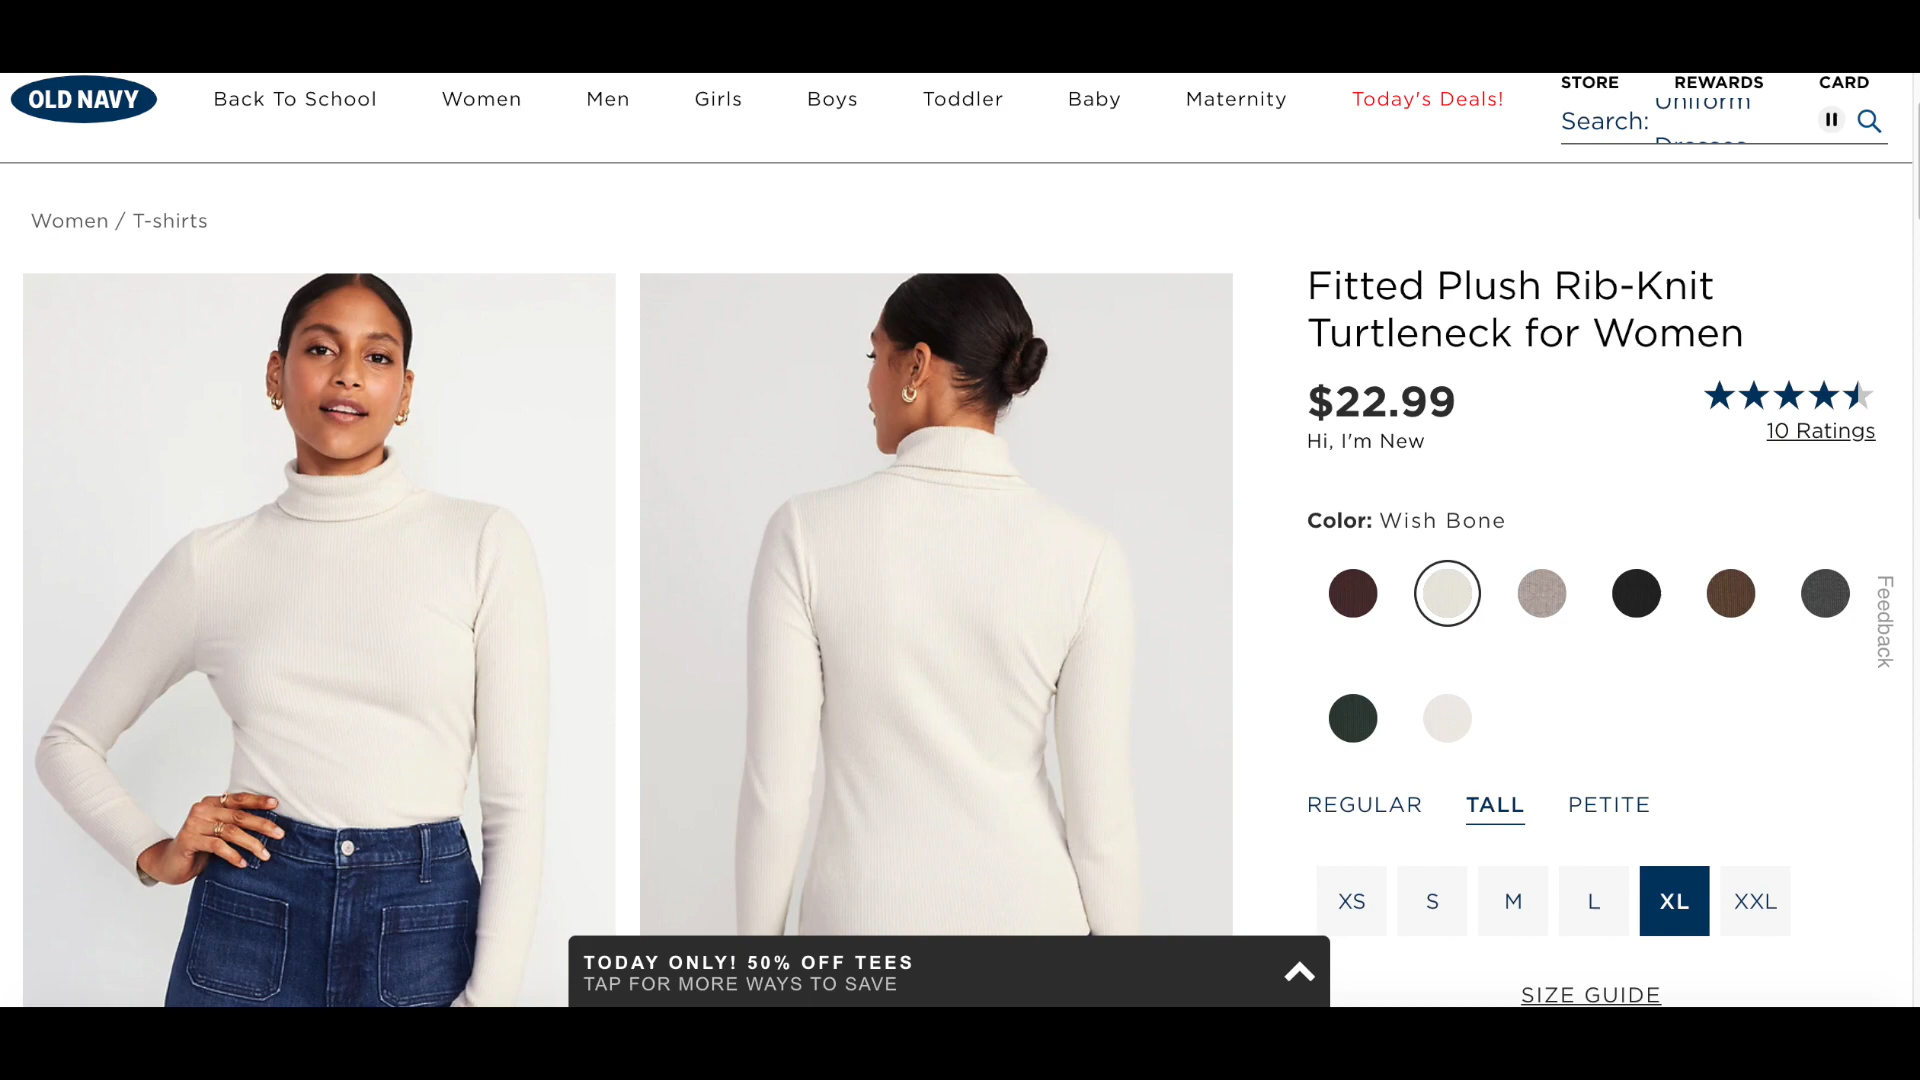 OLD NAVY
Back To School
Women
Men
Girls
Boys
Toddler
Baby
Maternity
Today's Deals!
STORE
REWARDS
CARD
Search:
Uniform
Dresses
Women / T-shirts
Fitted Plush Rib-Knit
Turtleneck for Women
$22.99
Hi, I'm New
10 Ratings
Color: Wish Bone
Feedback
REGULAR
TALL
PETITE
XS
S
M
L
XL
XXL
SIZE GUIDE
TODAY ONLY! 50% OFF TEES
TAP FOR MORE WAYS TO SAVE